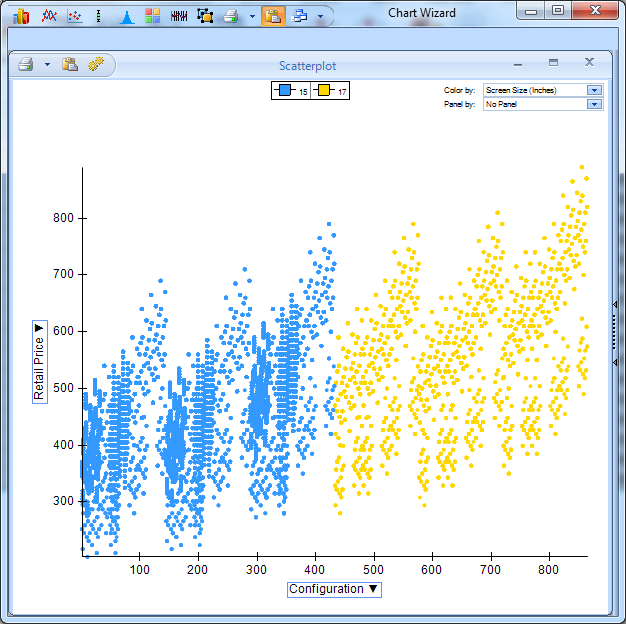 Chart Wizard
Scatterplot
15 17
Color by: Screen Size (Inches)
Panel by: No Panel
800
700
600
500
400
300
Retail Price ▼
100 200 300 400 500 600 700 800
Configuration ▼